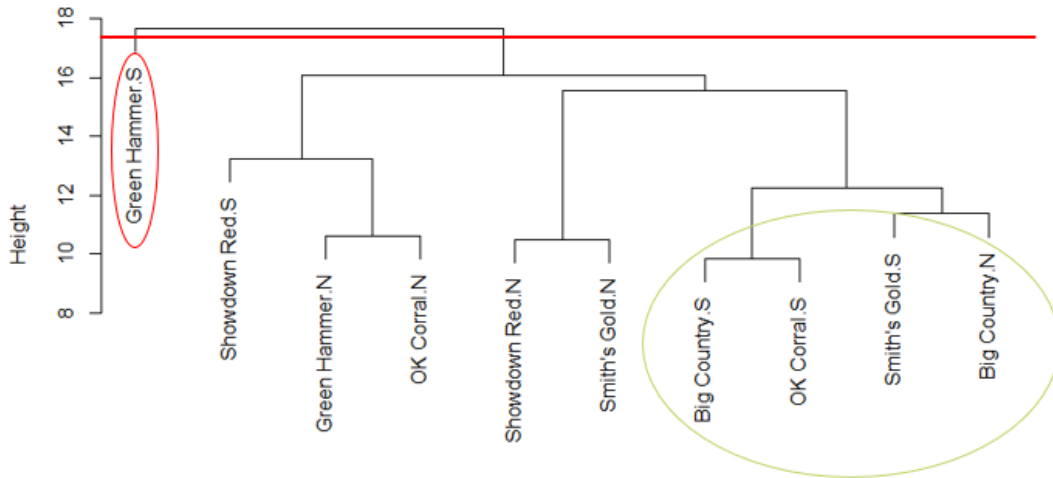 18
16
14
12
10
8
Height
Green Hammer.S
Showdown Red.S
Green Hammer.N
OK Corral.N
Showdown Red.N
Smith's Gold.N
Big Country.S
OK Corral.S
Smith's Gold.S
Big Country.N